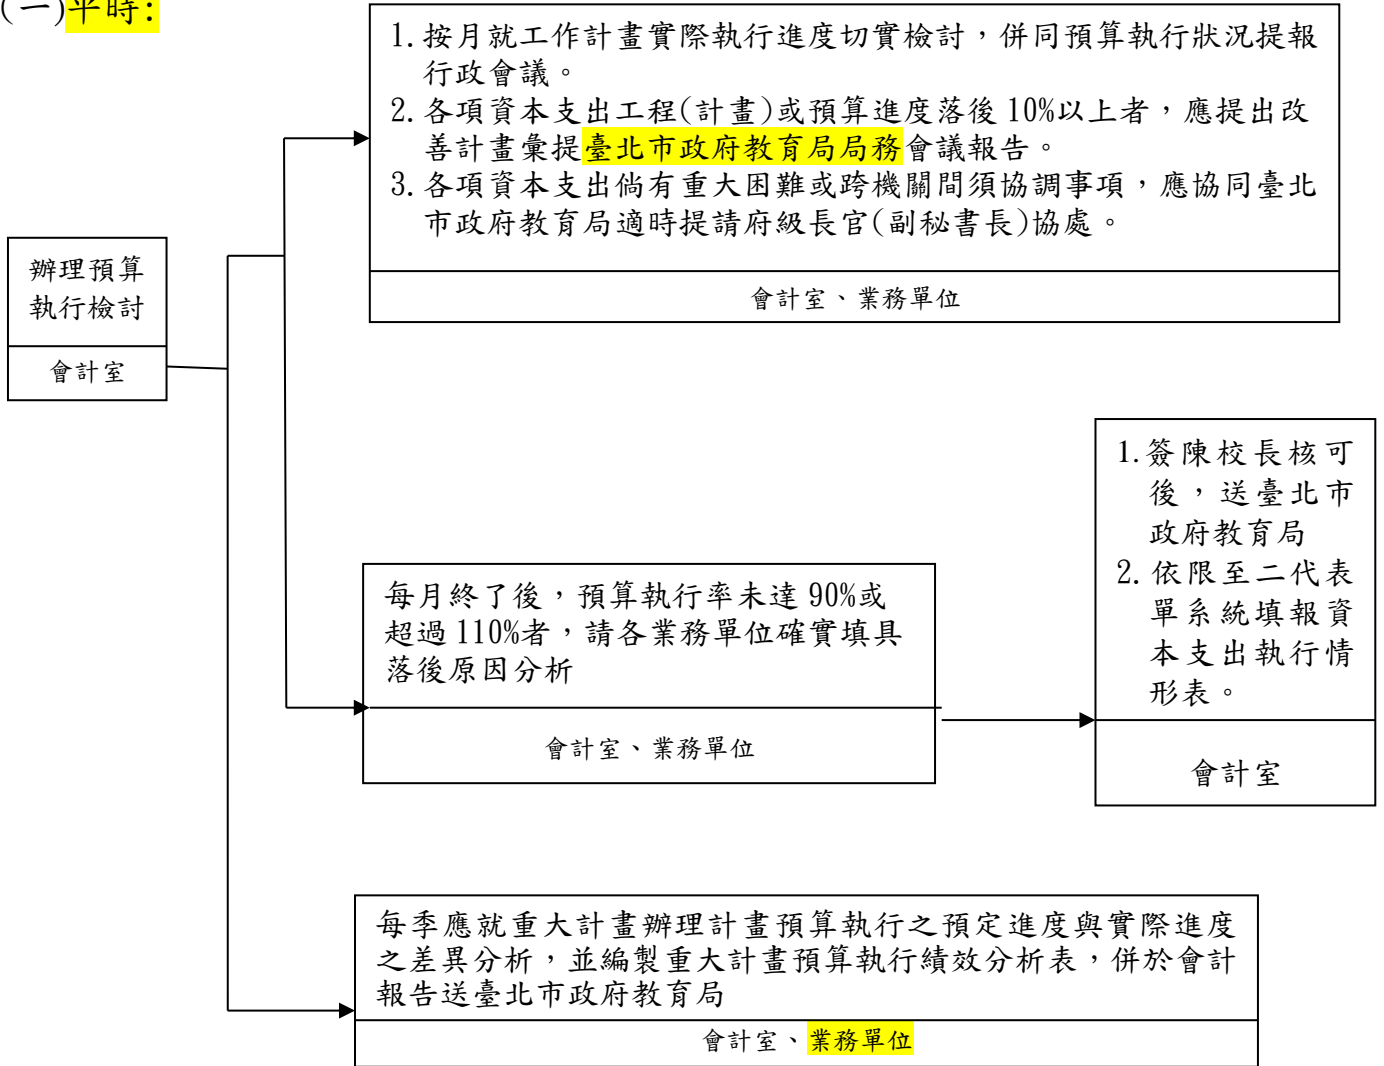 (一)平時:
1.按月就工作計畫實際執行進度切實檢討，併同預算執行狀況提報
行政會議。
2.各項資本支出工程(計畫)或預算進度落後 10%以上者，應提出改
善計畫彙提臺北市政府教育局局務會議報告。
3.各項資本支出倘有重大困難或跨機關間須協調事項，應協同臺北
市政府教育局適時提請府級長官(副秘書長)協處。
會計室、業務單位
辦理預算
執行檢討
會計室
1.簽陳校長核可
後，送臺北市
政府教育局
2.依限至二代表
單系統填報資
本支出執行情
形表。
會計室
每月終了後，預算執行率未達 90%或
超過 110%者，請各業務單位確實填具
落後原因分析
會計室、業務單位
每季應就重大計畫辦理計畫預算執行之預定進度與實際進度
之差異分析，並編製重大計畫預算執行績效分析表，併於會計
報告送臺北市政府教育局
會計室、業務單位